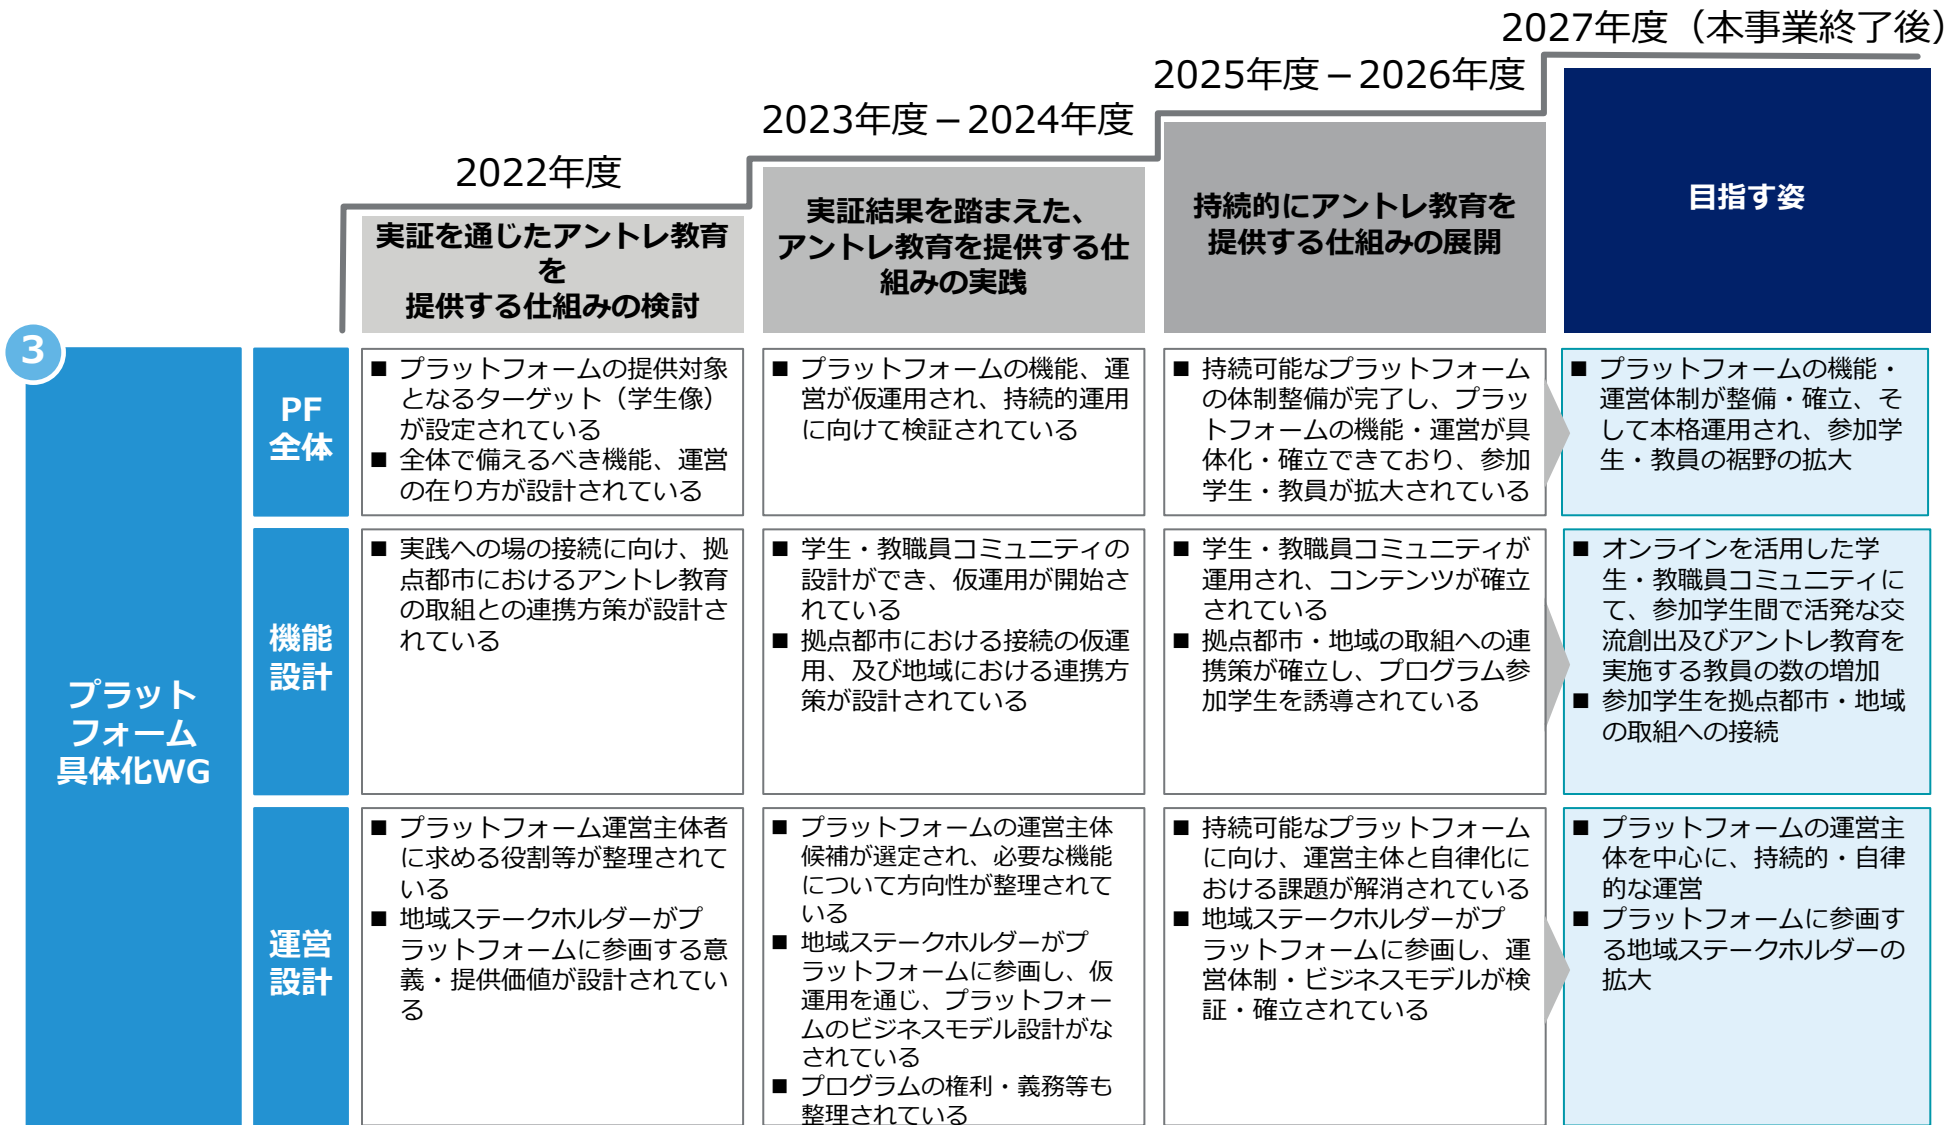 2027年度（本事業終了後）
2025年度－2026年度
2023年度－2024年度
2022年度
実証を通じたアントレ教育
を
提供する仕組みの検討
実証結果を踏まえた、
アントレ教育を提供する仕
組みの実践
持続的にアントレ教育を
提供する仕組みの展開
目指す姿
3
プラット
フォーム
具体化WG
PF
全体
■ プラットフォームの提供対象
となるターゲット（学生像）
が設定されている
■ 全体で備えるべき機能、運営
の在り方が設計されている
■ プラットフォームの機能、運
営が仮運用され、持続的運用
に向けて検証されている
■ 持続可能なプラットフォーム
の体制整備が完了し、プラッ
トフォームの機能・運営が具
体化・確立できており、参加
学生・教員が拡大されている
■ プラットフォームの機能・
運営体制が整備・確立、そ
して本格運用され、参加学
生・教員の裾野の拡大
機能
設計
■ 実践への場の接続に向け、拠
点都市におけるアントレ教育
の取組との連携方策が設計さ
れている
■ 学生・教職員コミュニティの
設計ができ、仮運用が開始さ
れている
■ 拠点都市における接続の仮運
用、及び地域における連携方
策が設計されている
■ 学生・教職員コミュニティが
運用され、コンテンツが確立
されている
■ 拠点都市・地域の取組への連
携策が確立し、プログラム参
加学生を誘導されている
■ オンラインを活用した学
生・教職員コミュニティに
て、参加学生間で活発な交
流創出及びアントレ教育を
実施する教員の数の増加
■ 参加学生を拠点都市・地域
の取組への接続
運営
設計
■ プラットフォーム運営主体者
に求める役割等が整理されて
いる
■ 地域ステークホルダーがプ
ラットフォームに参画する意
義・提供価値が設計されてい
る
■ プラットフォームの運営主体
候補が選定され、必要な機能
について方向性が整理されて
いる
■ 地域ステークホルダーがプ
ラットフォームに参画し、仮
運用を通じ、プラットフォー
ムのビジネスモデル設計がな
されている
■ プログラムの権利・義務等も
整理されている
■ 持続可能なプラットフォーム
に向け、運営主体と自律化に
おける課題が解消されている
■ 地域ステークホルダーがプ
ラットフォームに参画し、運
営体制・ビジネスモデルが検
証・確立されている
■ プラットフォームの運営主
体を中心に、持続的・自律
的な運営
■ プラットフォームに参画す
る地域ステークホルダーの
拡大